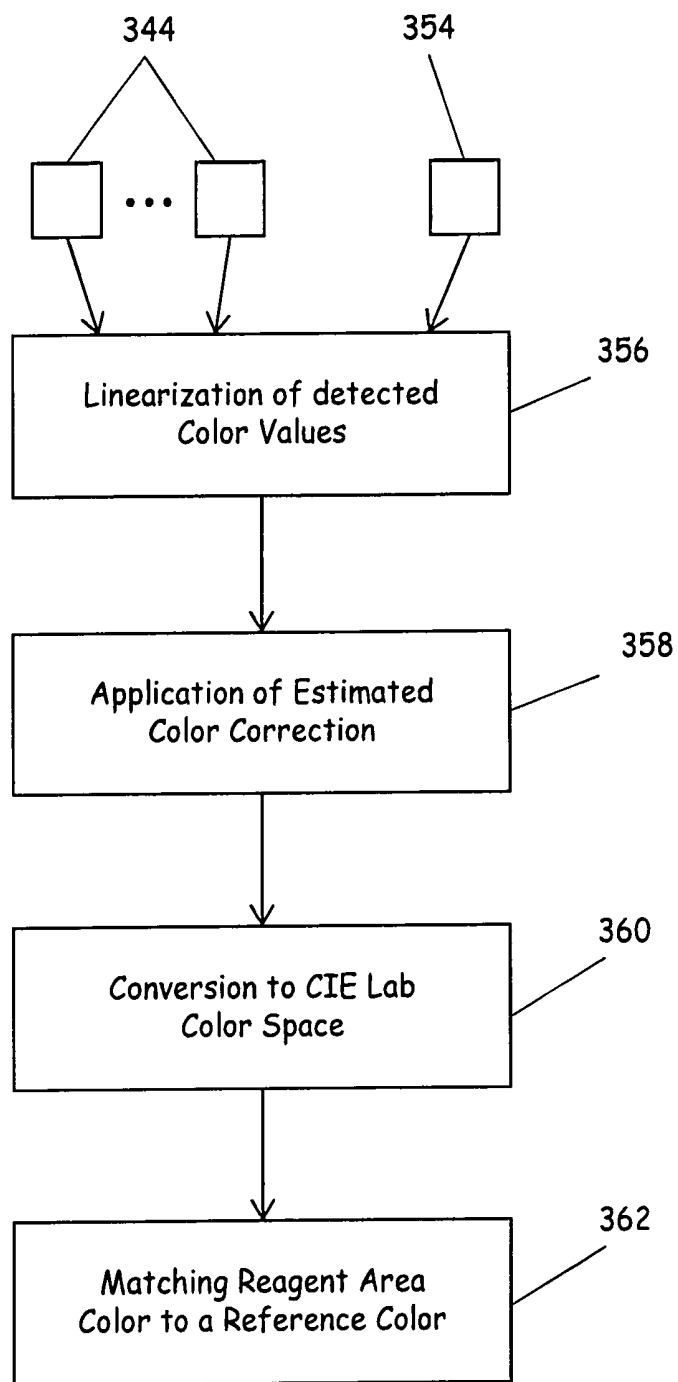 344
354
356
Linearization of detected
Color Values
358
Application of Estimated
Color Correction
360
Conversion to CIE Lab
Color Space
362
Matching Reagent Area
Color to a Reference Color